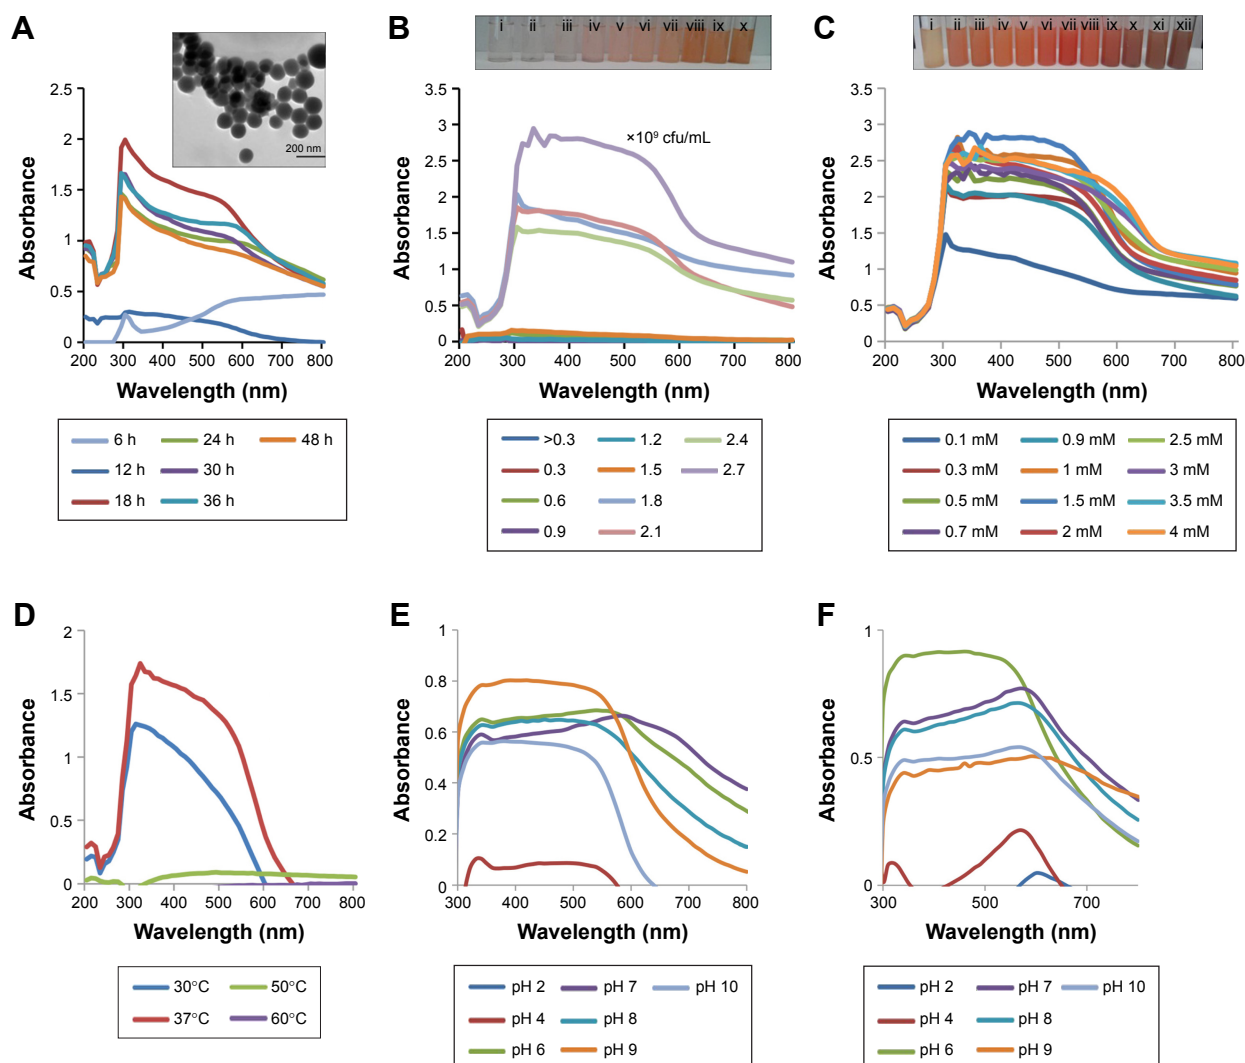 A
B
C
i ii iii iv v vi vii viii ix x
i ii iii iv v vi vii viii ix x xi xii
200 nm
2.5
2
1.5
1
0.5
0
Absorbance
200 300 400 500 600 700 800
Wavelength (nm)
6 h 24 h 48 h
12 h 30 h
18 h 36 h
×10⁹ cfu/mL
4
3.5
3
2.5
2
1.5
1
0.5
0
Absorbance
200 300 400 500 600 700 800
Wavelength (nm)
>0.3 1.2 2.4
0.3 1.5 2.7
0.6 1.8
0.9 2.1
3.5
3
2.5
2
1.5
1
0.5
0
Absorbance
200 300 400 500 600 700 800
Wavelength (nm)
0.1 mM 0.9 mM 2.5 mM
0.3 mM 1 mM 3 mM
0.5 mM 1.5 mM 3.5 mM
0.7 mM 2 mM 4 mM
D
E
F
2
1.5
1
0.5
0
Absorbance
200 300 400 500 600 700 800
Wavelength (nm)
30°C 50°C
37°C 60°C
1
0.8
0.6
0.4
0.2
0
Absorbance
300 400 500 600 700 800
Wavelength (nm)
pH 2 pH 7 pH 10
pH 4 pH 8
pH 6 pH 9
1
0.5
0
Absorbance
300 500 700
Wavelength (nm)
pH 2 pH 7 pH 10
pH 4 pH 8
pH 6 pH 9